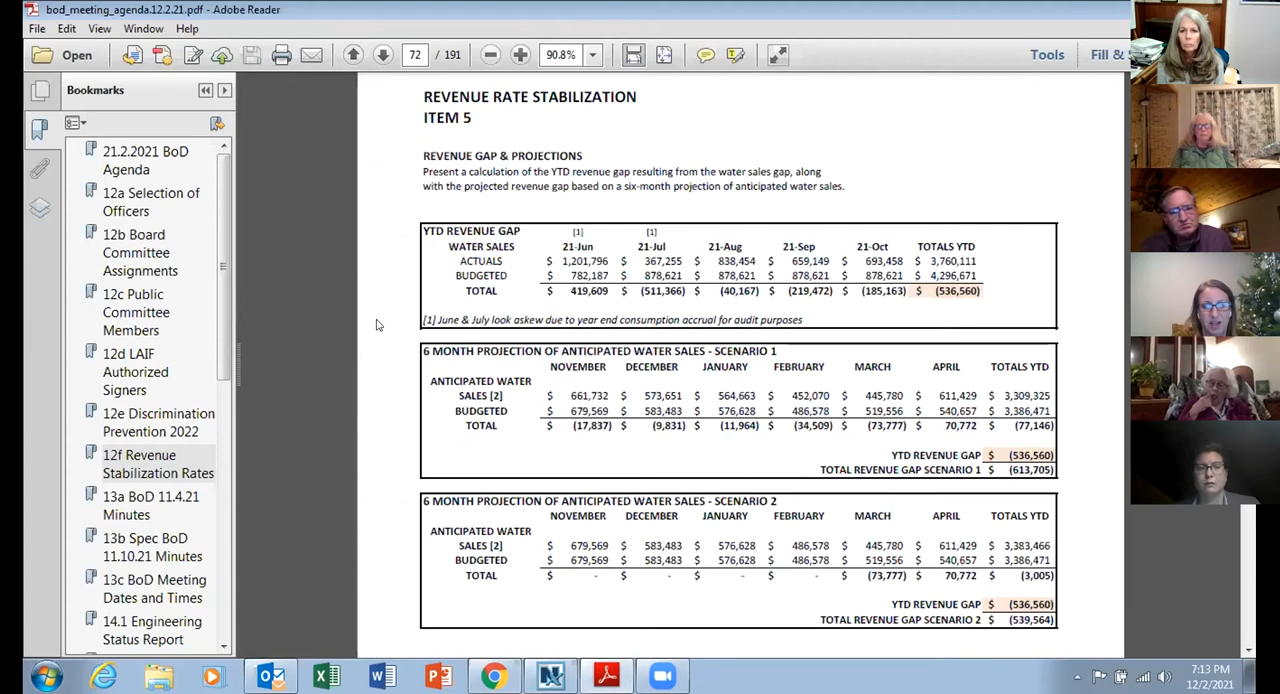 bod_meeting_agenda.12.2.21.pdf - Adobe Reader
File Edit View Window Help
Open 72 / 191 90.8% Tools Fill &
Bookmarks
21.2.2021 BoD
Agenda
12a Selection of
Officers
12b Board
Committee
Assignments
12c Public
Committee
Members
12d LAIF
Authorized
Signers
12e Discrimination
Prevention 2022
12f Revenue
Stabilization Rates
13a BoD 11.4.21
Minutes
13b Spec BoD
11.10.21 Minutes
13c BoD Meeting
Dates and Times
14.1 Engineering
Status Report
REVENUE RATE STABILIZATION
ITEM 5
REVENUE GAP & PROJECTIONS
Present a calculation of the YTD revenue gap resulting from the water sales gap, along
with the projected revenue gap based on a six-month projection of anticipated water sales.
YTD REVENUE GAP [1] [1]
WATER SALES 21-Jun 21-Jul 21-Aug 21-Sep 21-Oct TOTALS YTD
ACTUALS $ 1,201,796 $ 367,255 $ 838,454 $ 659,149 $ 693,458 $ 3,760,111
BUDGETED $ 782,187 $ 878,621 $ 878,621 $ 878,621 $ 878,621 $ 4,296,671
TOTAL $ 419,609 $ (511,366) $ (40,167) $ (219,472) $ (185,163) $ (536,560)
[1] June & July look askew due to year end consumption accrual for audit purposes
6 MONTH PROJECTION OF ANTICIPATED WATER SALES - SCENARIO 1
NOVEMBER DECEMBER JANUARY FEBRUARY MARCH APRIL TOTALS YTD
ANTICIPATED WATER
SALES [2] $ 661,732 $ 573,651 $ 564,663 $ 452,070 $ 445,780 $ 611,429 $ 3,309,325
BUDGETED $ 679,569 $ 583,483 $ 576,628 $ 486,578 $ 519,556 $ 540,657 $ 3,386,471
TOTAL $ (17,837) $ (9,831) $ (11,964) $ (34,509) $ (73,777) $ 70,772 $ (77,146)
YTD REVENUE GAP $ (536,560)
TOTAL REVENUE GAP SCENARIO 1 $ (613,705)
6 MONTH PROJECTION OF ANTICIPATED WATER SALES - SCENARIO 2
NOVEMBER DECEMBER JANUARY FEBRUARY MARCH APRIL TOTALS YTD
ANTICIPATED WATER
SALES [2] $ 679,569 $ 583,483 $ 576,628 $ 486,578 $ 445,780 $ 611,429 $ 3,383,466
BUDGETED $ 679,569 $ 583,483 $ 576,628 $ 486,578 $ 519,556 $ 540,657 $ 3,386,471
TOTAL $ - $ - $ - $ - $ (73,777) $ 70,772 $ (3,005)
YTD REVENUE GAP $ (536,560)
TOTAL REVENUE GAP SCENARIO 2 $ (539,564)
7:13 PM
12/2/2021